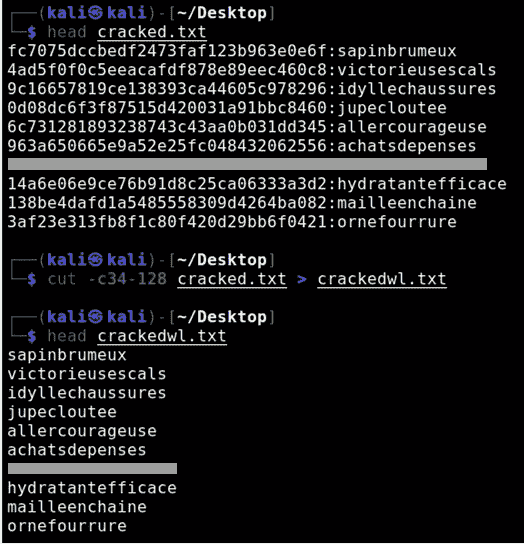 ┌──(kali㉿kali)-[~/Desktop]
└─$ head cracked.txt
fc7075dccbedf2473faf123b963e0e6f:sapinbrumeux
4ad5f0f0c5eeacafdf878e89eec460c8:victorieusescals
9c16657819ce138393ca44605c978296:idyllechaussures
0d08dc6f3f87515d420031a91bbc8460:jupecloutee
6c731281893238743c43aa0b031dd345:allercourageuse
963a650665e9a52e25fc048432062556:achatsdepenses
14a6e06e9ce76b91d8c25ca06333a3d2:hydratantefficace
138be4dafd1a5485558309d4264ba082:mailleenchaine
3af23e313fb8f1c80f420d29bb6f0421:ornefourrure
┌──(kali㉿kali)-[~/Desktop]
└─$ cut -c34-128 cracked.txt > crackedwl.txt
┌──(kali㉿kali)-[~/Desktop]
└─$ head crackedwl.txt
sapinbrumeux
victorieusescals
idyllechaussures
jupecloutee
allercourageuse
achatsdepenses
hydratantefficace
mailleenchaine
ornefourrure